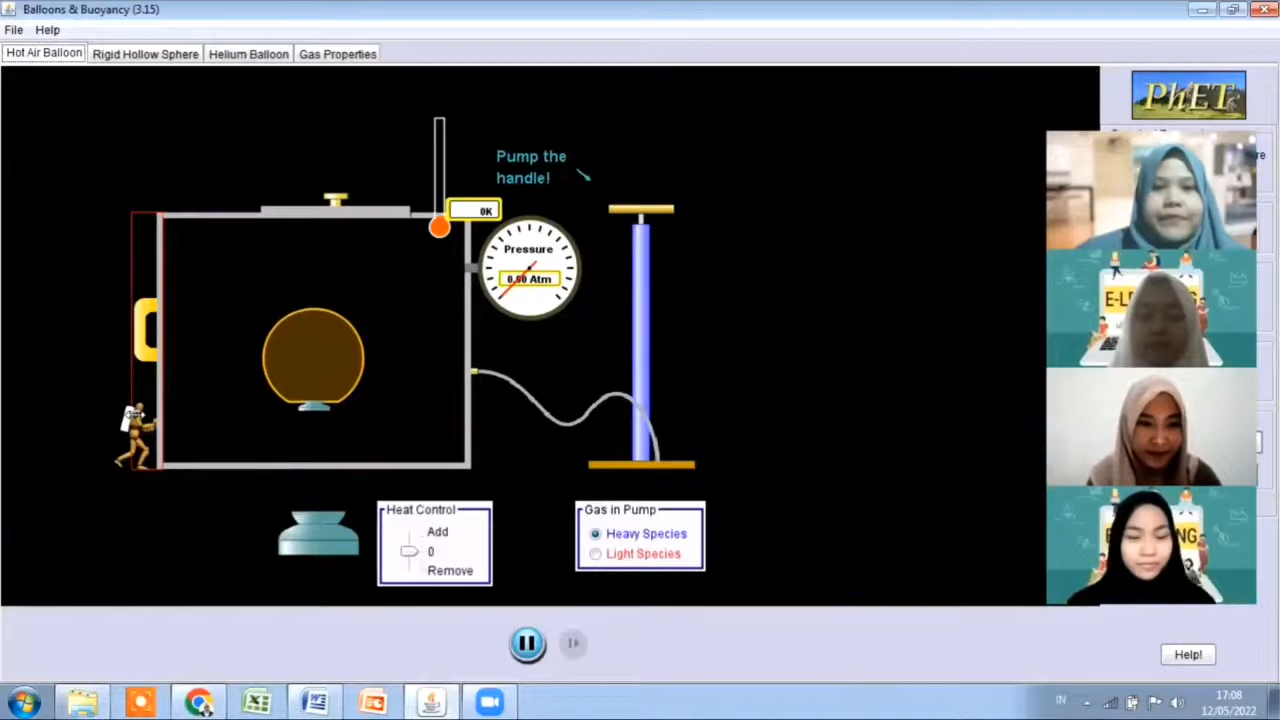 Balloons & Buoyancy (3.15)
File Help
Hot Air Balloon Rigid Hollow Sphere Helium Balloon Gas Properties
PhET
Pump the
handle!
0K
Pressure
Atm
Heat Control
Add
0
Remove
Gas in Pump
Heavy Species
Light Species
Help!
IN
17:08
12/05/2022